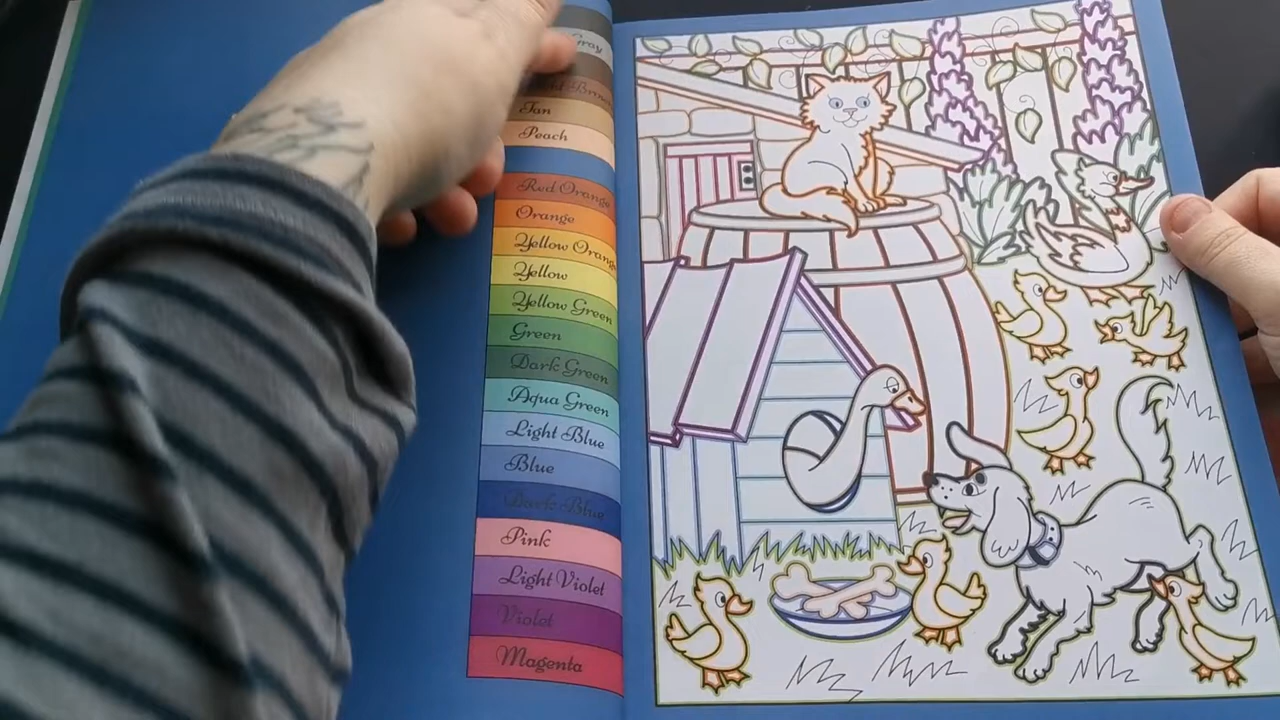 Gray
Tan
Peach
Red Orange
Orange
Yellow Orange
Yellow
Yellow Green
Green
Dark Green
Aqua Green
Light Blue
Blue
Dark Blue
Pink
Light Violet
Violet
Magenta